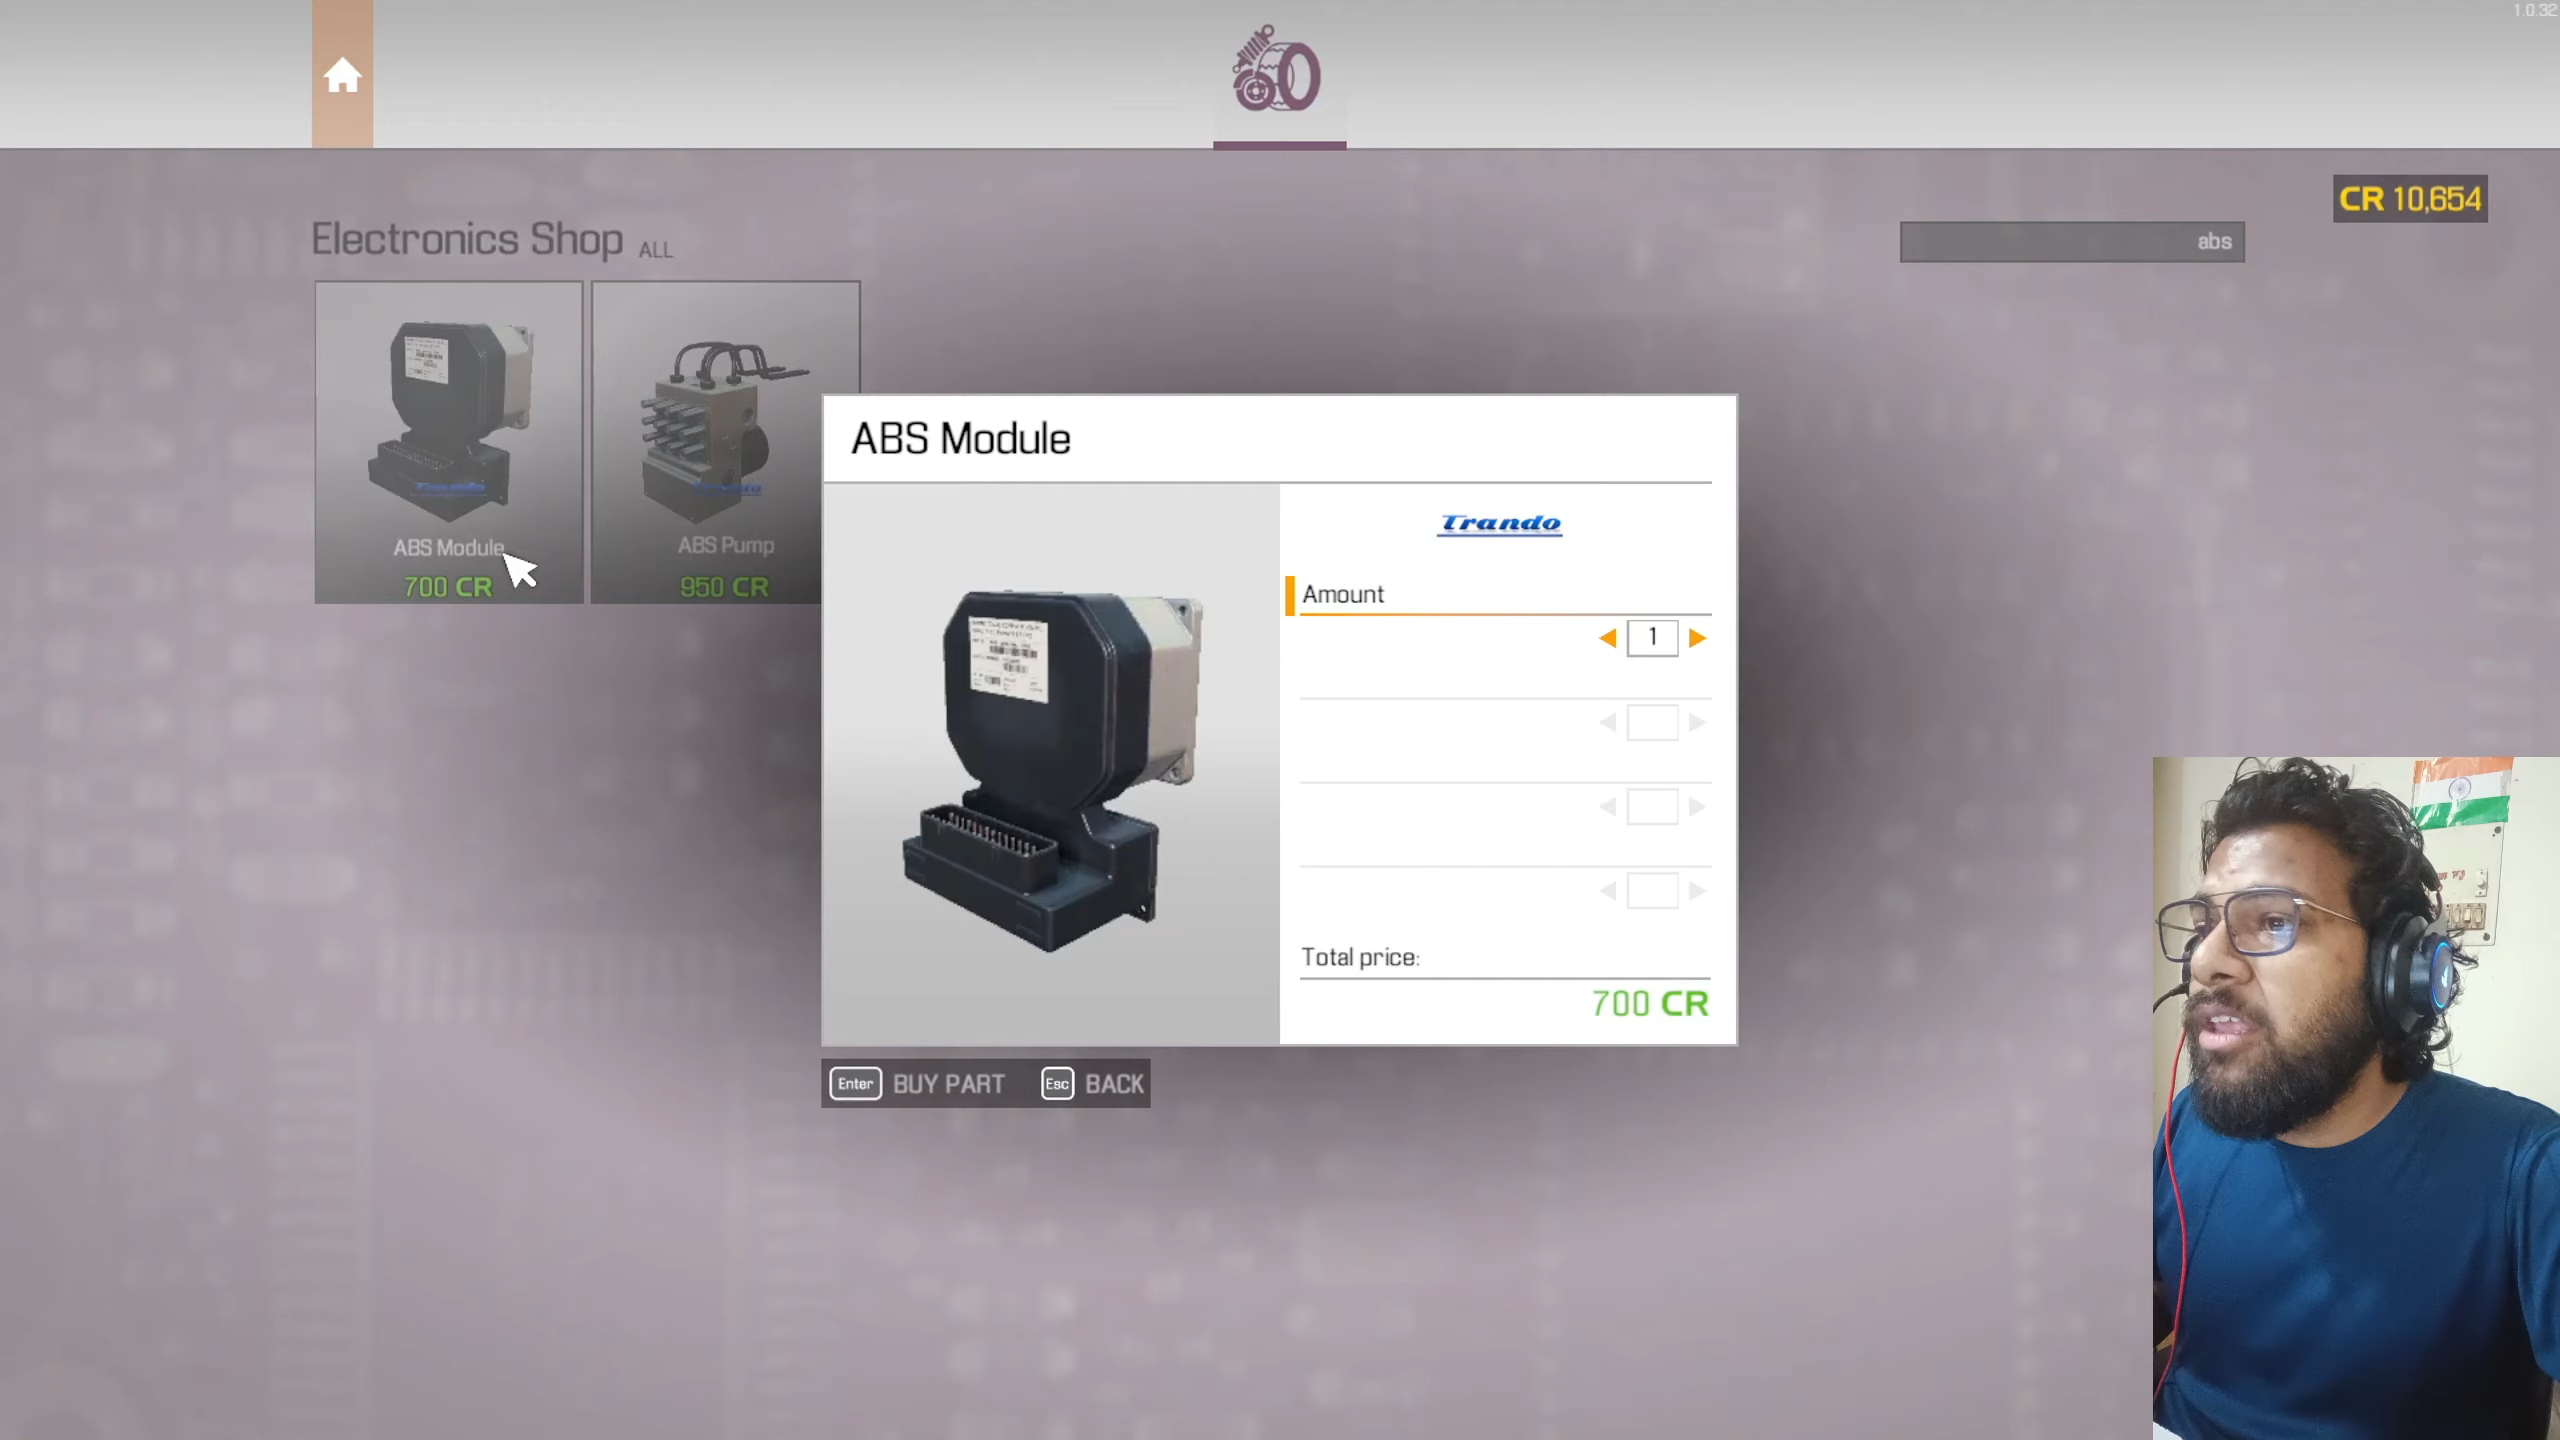 1.0.32
CR 10,654
Electronics Shop ALL
abs
Trando
ABS Module
700 CR
ABS Pump
950 CR
ABS Module
Trando
Amount
1
Total price:
700 CR
Enter BUY PART Esc BACK